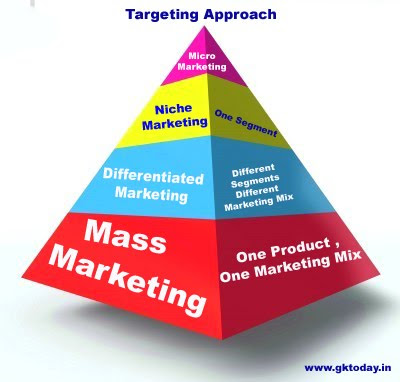 Targeting Approach
Micro
Marketing
Niche
Marketing
One Segment
Differentiated
Marketing
Different
Segments
Different
Marketing Mix
Mass
Marketing
One Product ,
One Marketing Mix
www.gktoday.in